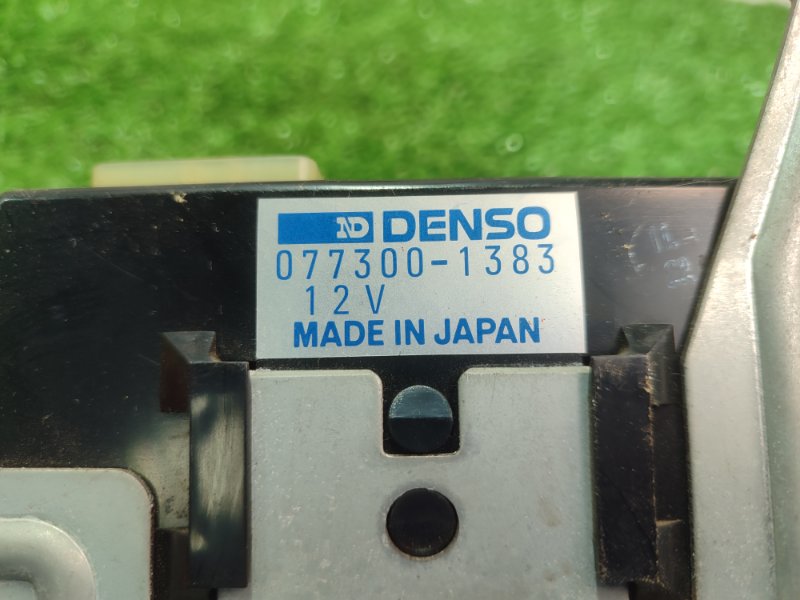 ND DENSO
077300-1383
12V
MADE IN JAPAN